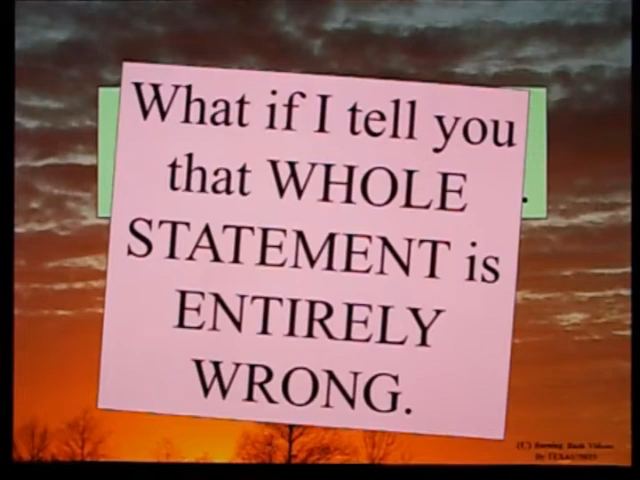 What if I tell you
that WHOLE
STATEMENT is
ENTIRELY
WRONG.
.